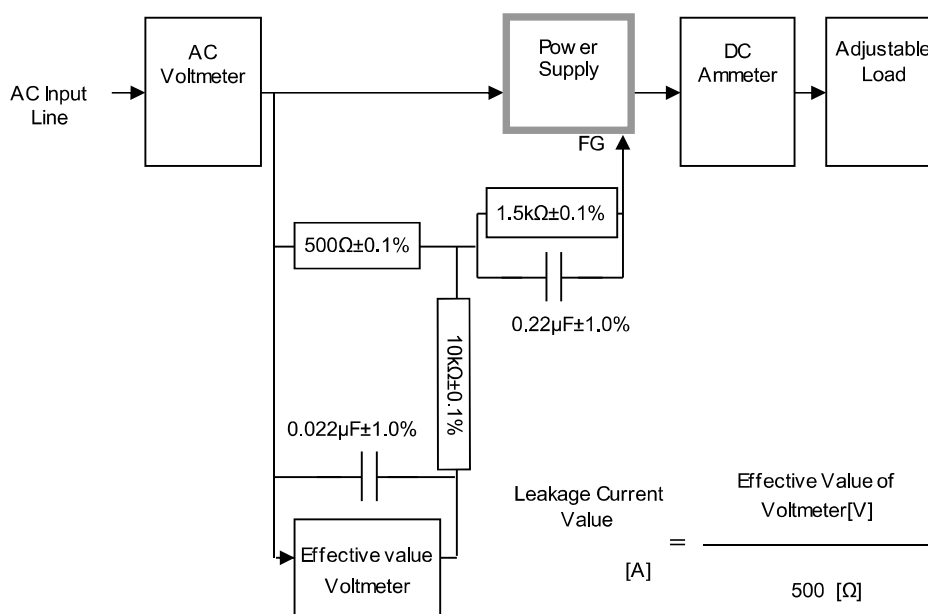 AC Input
Line
AC
Voltmeter
Power
Supply
DC
Ammeter
Adjustable
Load
FG
500Ω±0.1%
1.5kΩ±0.1%
0.22µF±1.0%
10kΩ±0.1%
0.022µF±1.0%
Effective value
Voltmeter
Leakage Current
Value
[A]
=
Effective Value of
Voltmeter[V]
500 [Ω]